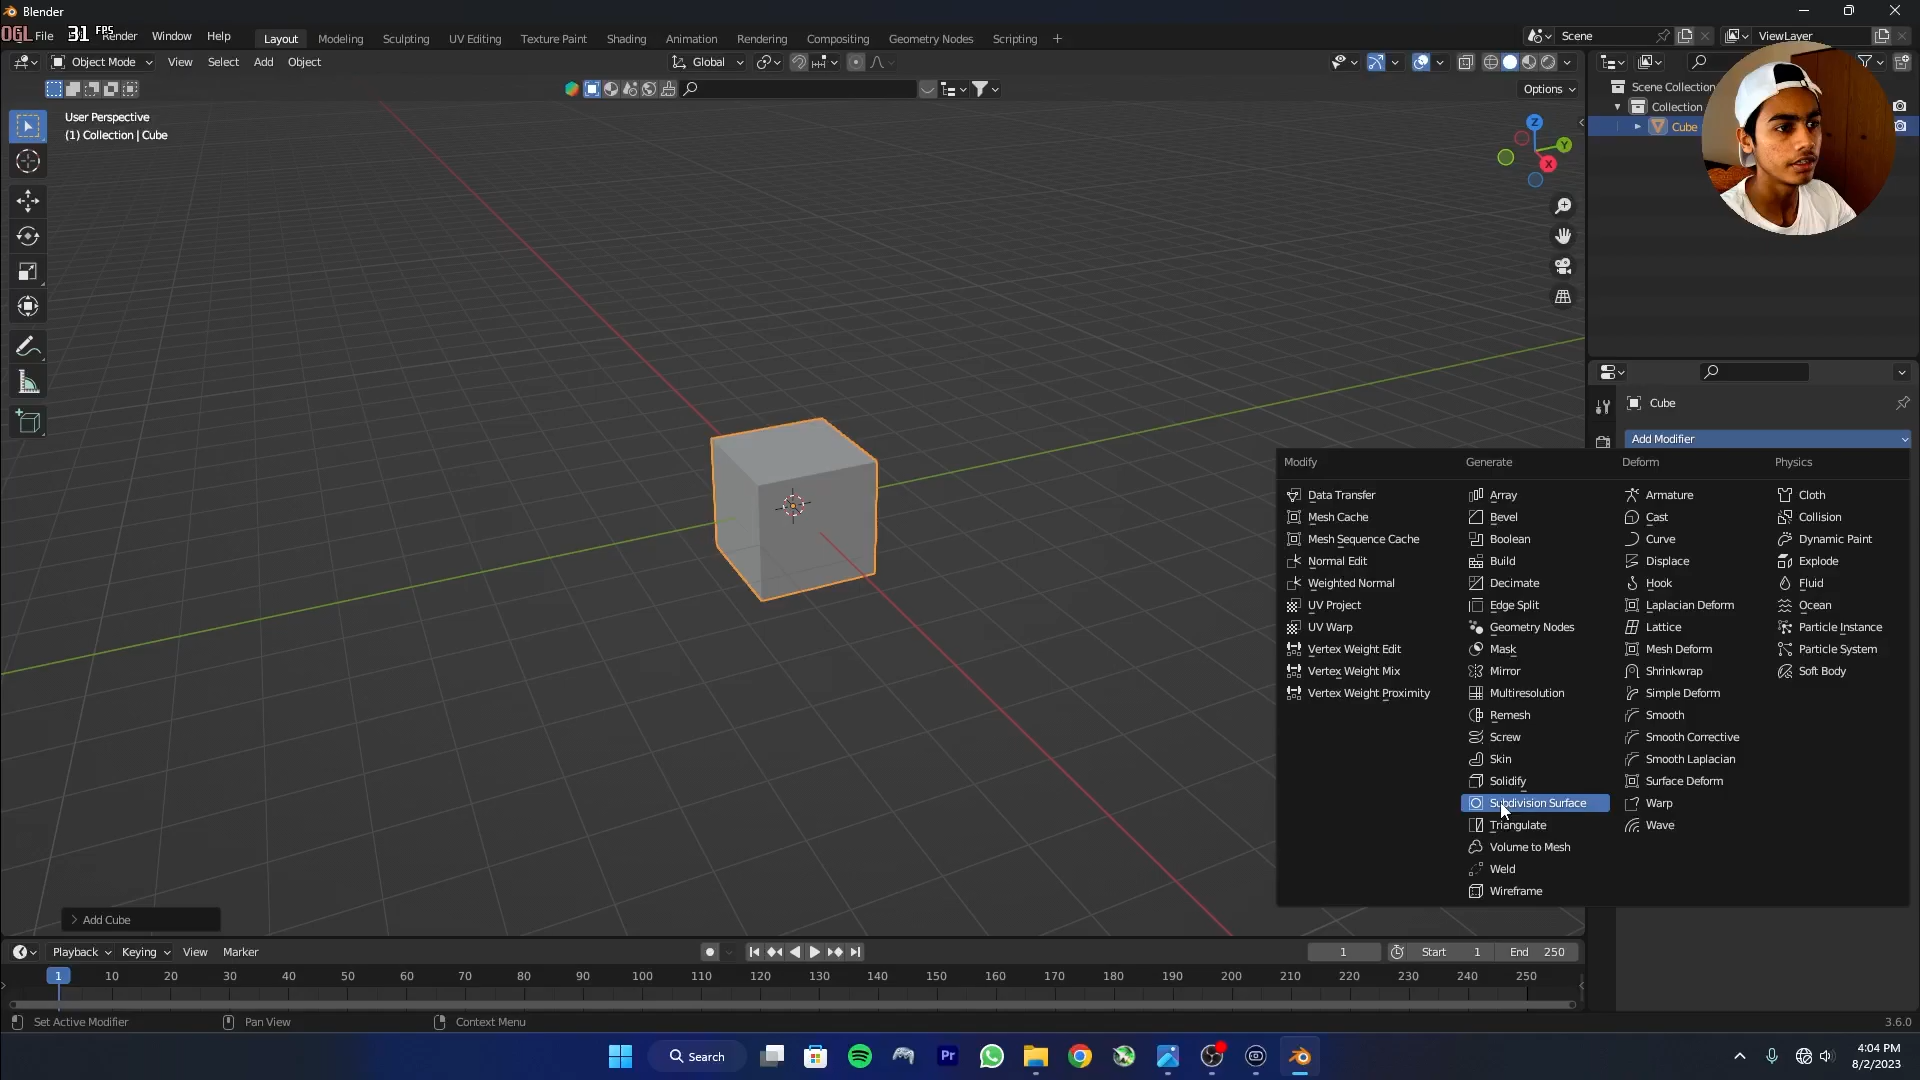 Blender
OGL 31 FPS
File Render Window Help Layout Modeling Sculpting UV Editing Texture Paint Shading Animation Rendering Compositing Geometry Nodes Scripting + Scene ViewLayer
Object Mode View Select Add Object Global
Options
User Perspective
(1) Collection | Cube
Z
Y
X
Scene Collection
Collection
Cube
Cube
Add Modifier
Modify Generate Deform Physics
Data Transfer Array Armature Cloth
Mesh Cache Bevel Cast Collision
Mesh Sequence Cache Boolean Curve Dynamic Paint
Normal Edit Build Displace Explode
Weighted Normal Decimate Hook Fluid
UV Project Edge Split Laplacian Deform Ocean
UV Warp Geometry Nodes Lattice Particle Instance
Vertex Weight Edit Mask Mesh Deform Particle System
Vertex Weight Mix Mirror Shrinkwrap Soft Body
Vertex Weight Proximity Multiresolution Simple Deform
Remesh Smooth
Screw Smooth Corrective
Skin Smooth Laplacian
Solidify Surface Deform
Subdivision Surface Warp
Triangulate Wave
Volume to Mesh
Weld
Wireframe
Add Cube
Playback Keying View Marker 1 Start 1 End 250
1 10 20 30 40 50 60 70 80 90 100 110 120 130 140 150 160 170 180 190 200 210 220 230 240 250
Set Active Modifier Pan View Context Menu 3.6.0
Search Pr 4:04 PM
8/2/2023